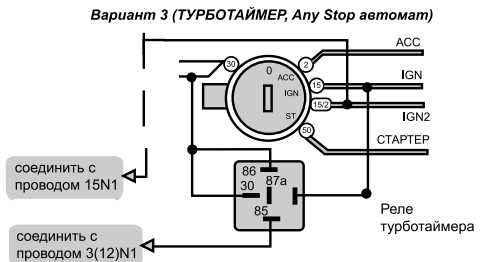 Вариант 3 (ТУРБОТАЙМЕР, Any Stop автомат)
ACC
30
0
2
ACC
IGN
15
IGN
15/2
IGN2
ST
50
СТАРТЕР
соединить с
проводом 15N1
86
87a
30
85
Реле
турботаймера
соединить с
проводом 3(12)N1